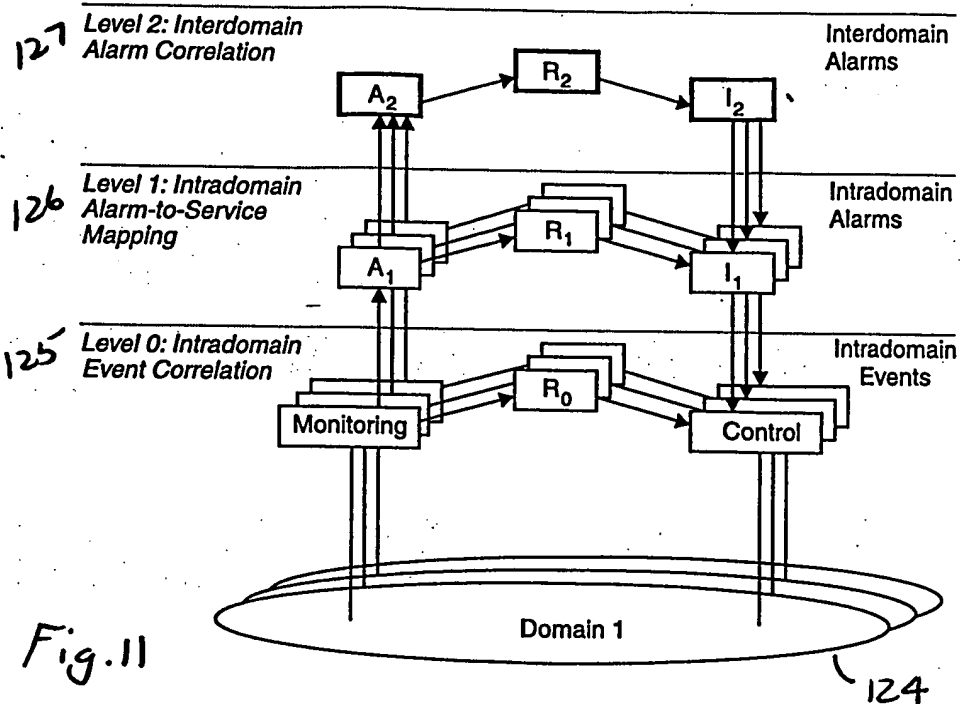 127
Level 2: Interdomain
Alarm Correlation
Interdomain
Alarms
A2
R2
I2
126
Level 1: Intradomain
Alarm-to-Service
Mapping
Intradomain
Alarms
A1
R1
I1
125
Level 0: Intradomain
Event Correlation
Intradomain
Events
Monitoring
R0
Control
Domain 1
Fig.11
124